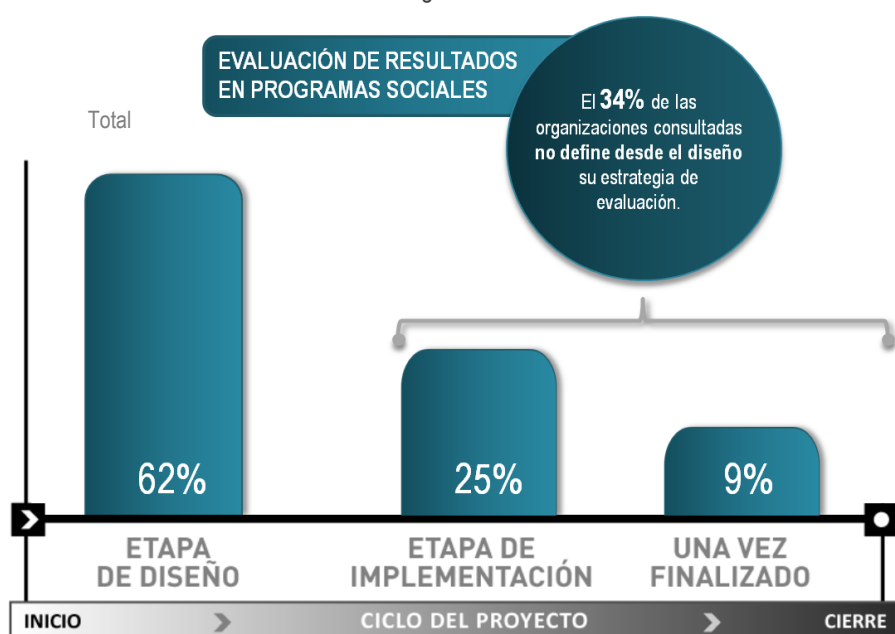 EVALUACIÓN DE RESULTADOS
EN PROGRAMAS SOCIALES
El 34% de las
organizaciones consultadas
no define desde el diseño
su estrategia de
evaluación.
Total
62%
25%
9%
ETAPA
DE DISEÑO
ETAPA DE
IMPLEMENTACIÓN
UNA VEZ
FINALIZADO
INICIO
CICLO DEL PROYECTO
CIERRE